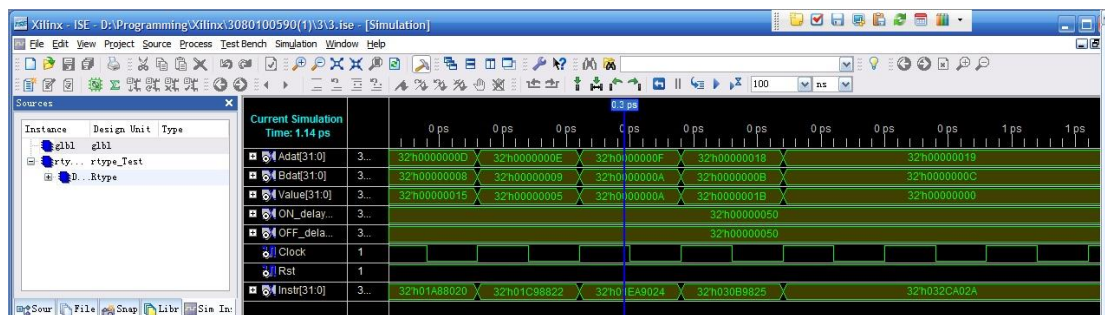 Xilinx - ISE - D:\Programming\Xilinx\3080100590(1)\3\3.ise - [Simulation]
File Edit View Project Source Process Test Bench Simulation Window Help
100 ns
Sources
Instance Design Unit Type
glbl glbl
rty... rtype_Test
D...Rtype
Sour File Snap Libr Sim In:
Current Simulation
Time: 1.14 ps
0.3 ps
0 ps 0 ps 0 ps 0 ps 0 ps 0 ps 0 ps 0 ps 0 ps 1 ps 1 ps
Adat[31:0] 3... 32'h0000000D 32'h0000000E 32'h0000000F 32'h00000018 32'h00000019
Bdat[31:0] 3... 32'h00000008 32'h00000009 32'h0000000A 32'h0000000B 32'h0000000C
Value[31:0] 3... 32'h00000015 32'h00000005 32'h0000000A 32'h0000001B 32'h00000000
ON_delay... 3... 32'h00000050
OFF_dela... 3... 32'h00000050
Clock 1
Rst 1
Instr[31:0] 3... 32'h01A88020 32'h01C98822 32'h01EA9024 32'h030B9825 32'h032CA02A